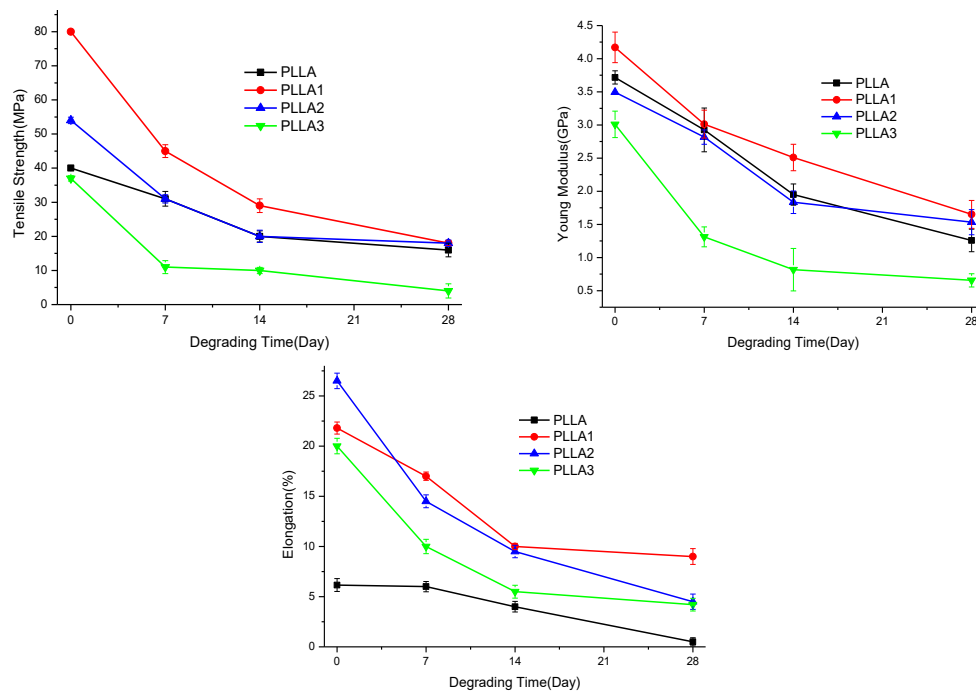 80
70
60
50
40
30
20
10
0
Tensile Strength(MPa)
PLLA
PLLA1
PLLA2
PLLA3
0 7 14 21 28
Degrading Time(Day)
4.5
4.0
3.5
3.0
2.5
2.0
1.5
1.0
0.5
Young Modulus(GPa)
PLLA
PLLA1
PLLA2
PLLA3
0 7 14 21 28
Degrading Time(Day)
25
20
15
10
5
0
Elongation(%)
PLLA
PLLA1
PLLA2
PLLA3
0 7 14 21 28
Degrading Time(Day)